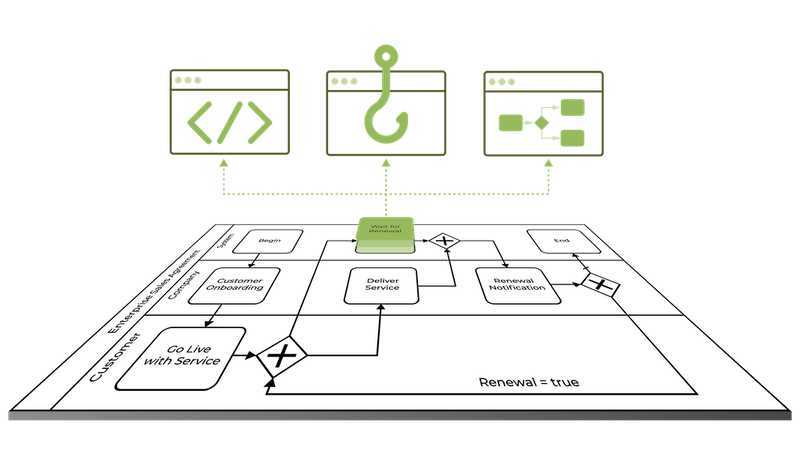 Wait for
Renewal
Begin
End
System
Enterprise Sales Agreement
Company
Customer
Onboarding
Deliver
Service
Renewal
Notification
Customer
Go Live
with Service
Renewal = true